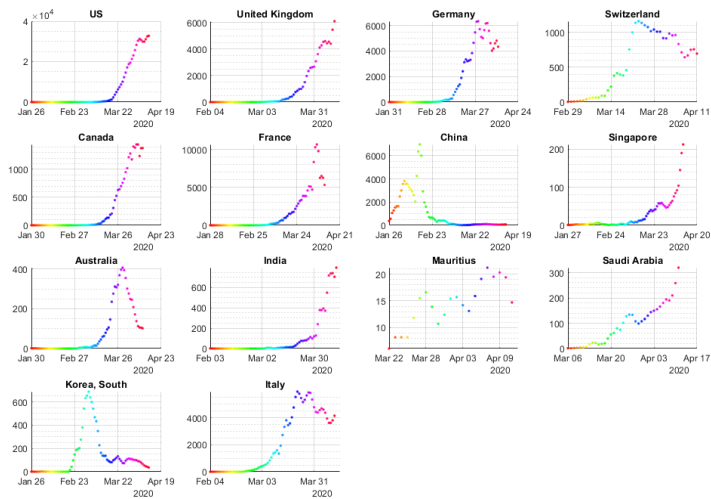 US
×10⁴
4
2
0
Jan 26 Feb 23 Mar 22 Apr 19
2020
United Kingdom
6000
4000
2000
0
Feb 04 Mar 03 Mar 31
2020
Germany
6000
4000
2000
0
Jan 31 Feb 28 Mar 27 Apr 24
2020
Switzerland
1000
500
0
Feb 29 Mar 14 Mar 28 Apr 11
2020
Canada
1000
500
0
Jan 30 Feb 27 Mar 26 Apr 23
2020
France
10000
5000
0
Jan 28 Feb 25 Mar 24 Apr 21
2020
China
6000
4000
2000
0
Jan 26 Feb 23 Mar 22 Apr 19
2020
Singapore
200
100
0
Jan 27 Feb 24 Mar 23 Apr 20
2020
Australia
400
200
0
Jan 30 Feb 27 Mar 26 Apr 23
2020
India
600
400
200
0
Feb 03 Mar 02 Mar 30
2020
Mauritius
20
15
10
Mar 22 Mar 28 Apr 03 Apr 09
2020
Saudi Arabia
300
200
100
0
Mar 06 Mar 20 Apr 03 Apr 17
2020
Korea, South
600
400
200
0
Jan 26 Feb 23 Mar 22 Apr 19
2020
Italy
4000
2000
0
Feb 04 Mar 03 Mar 31
2020